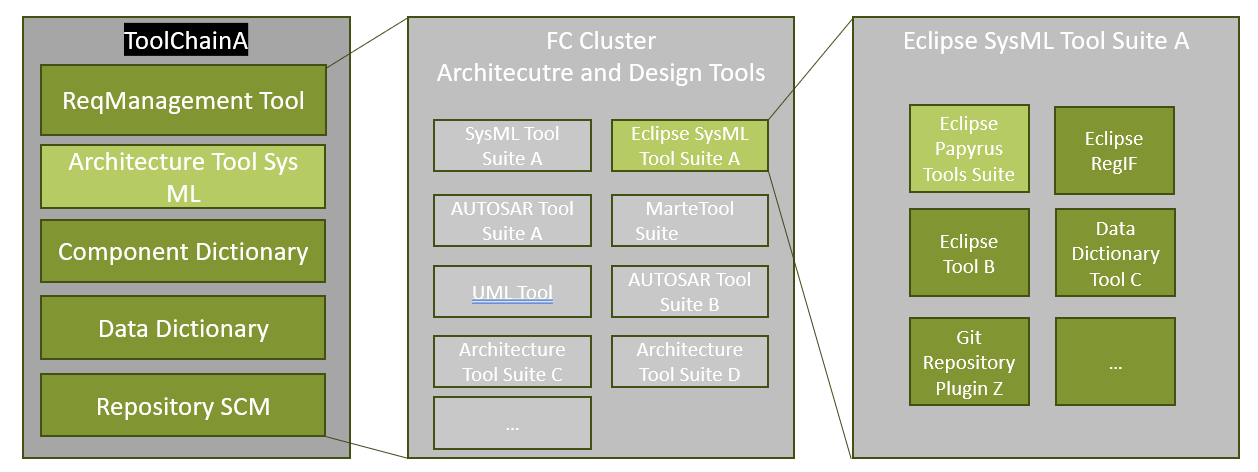 ToolChainA
ReqManagement Tool
Architecture Tool Sys
ML
Component Dictionary
Data Dictionary
Repository SCM
FC Cluster
Architecutre and Design Tools
SysML Tool
Suite A
Eclipse SysML
Tool Suite A
AUTOSAR Tool
Suite A
MarteTool
Suite
UML Tool
AUTOSAR Tool
Suite B
Architecture
Tool Suite C
Architecture
Tool Suite D
...
Eclipse SysML Tool Suite A
Eclipse
Papyrus
Tools Suite
Eclipse
RegIF
Eclipse
Tool B
Data
Dictionary
Tool C
Git
Repository
Plugin Z
...